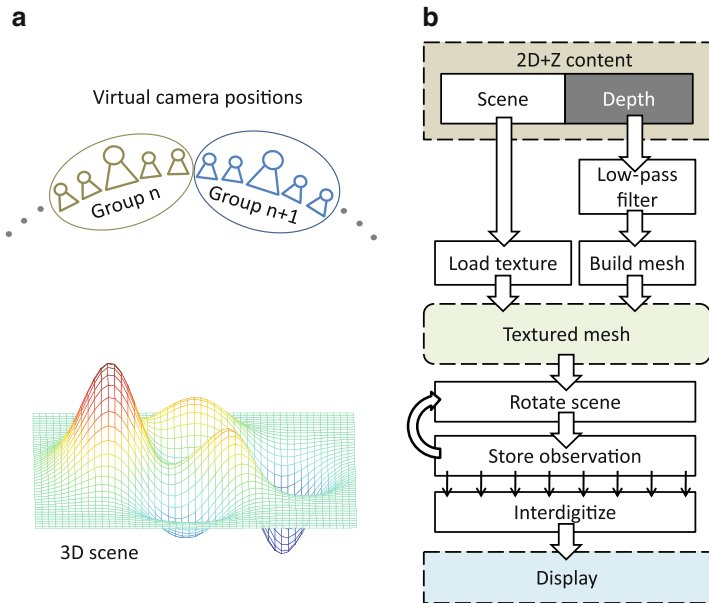 a
Virtual camera positions
Group n
Group n+1
3D scene
b
2D+Z content
Scene
Depth
Low-pass
filter
Load texture
Build mesh
Textured mesh
Rotate scene
Store observation
Interdigitize
Display